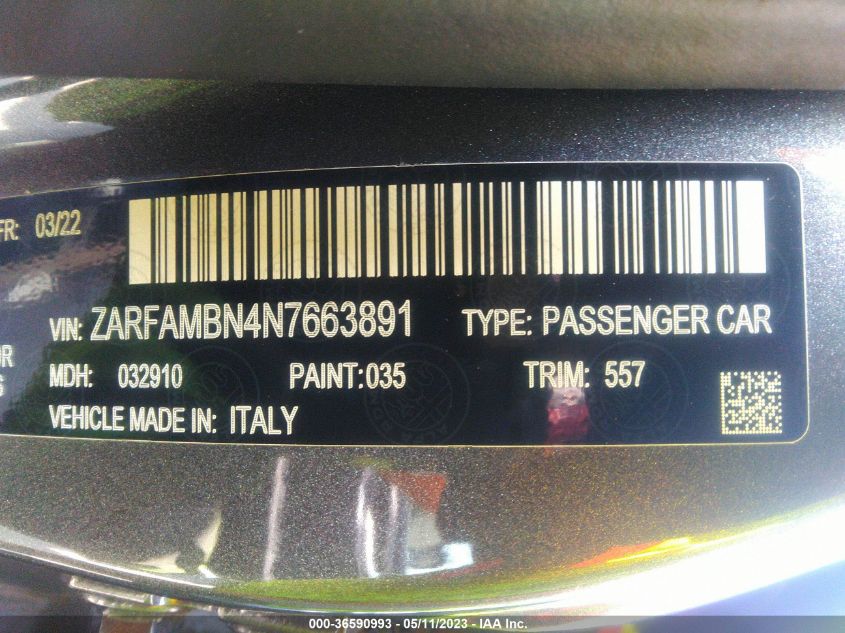 FR: 03/22
VIN: ZARFAMBN4N7663891 TYPE: PASSENGER CAR
MDH: 032910 PAINT:035 TRIM: 557
VEHICLE MADE IN: ITALY
000-36590993 - 05/11/2023 - IAA Inc.